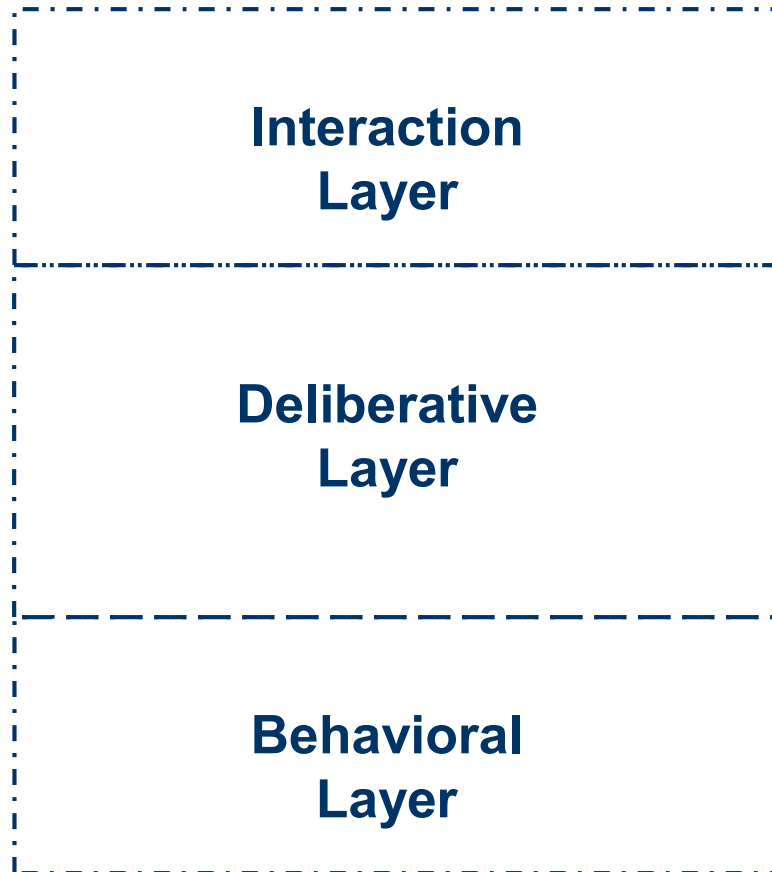 Interaction
Layer
Deliberative
Layer
Behavioral
Layer